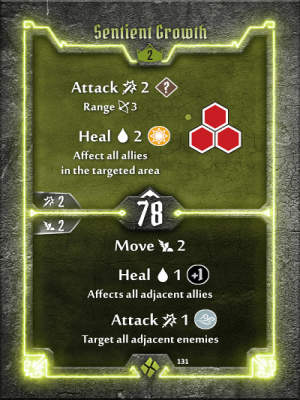 Sentient Growth
2
Attack 2 ?
Range 3
Heal 2
Affect all allies
in the targeted area
2
78
2
Move 2
Heal 1 +1
Affects all adjacent allies
Attack 1
Target all adjacent enemies
131